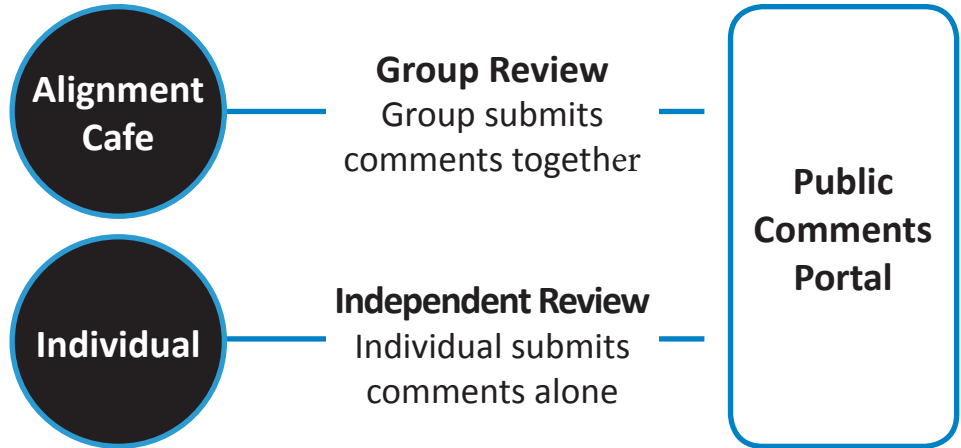 Alignment
Cafe
Group Review
Group submits
comments together
Individual
Independent Review
Individual submits
comments alone
Public
Comments
Portal